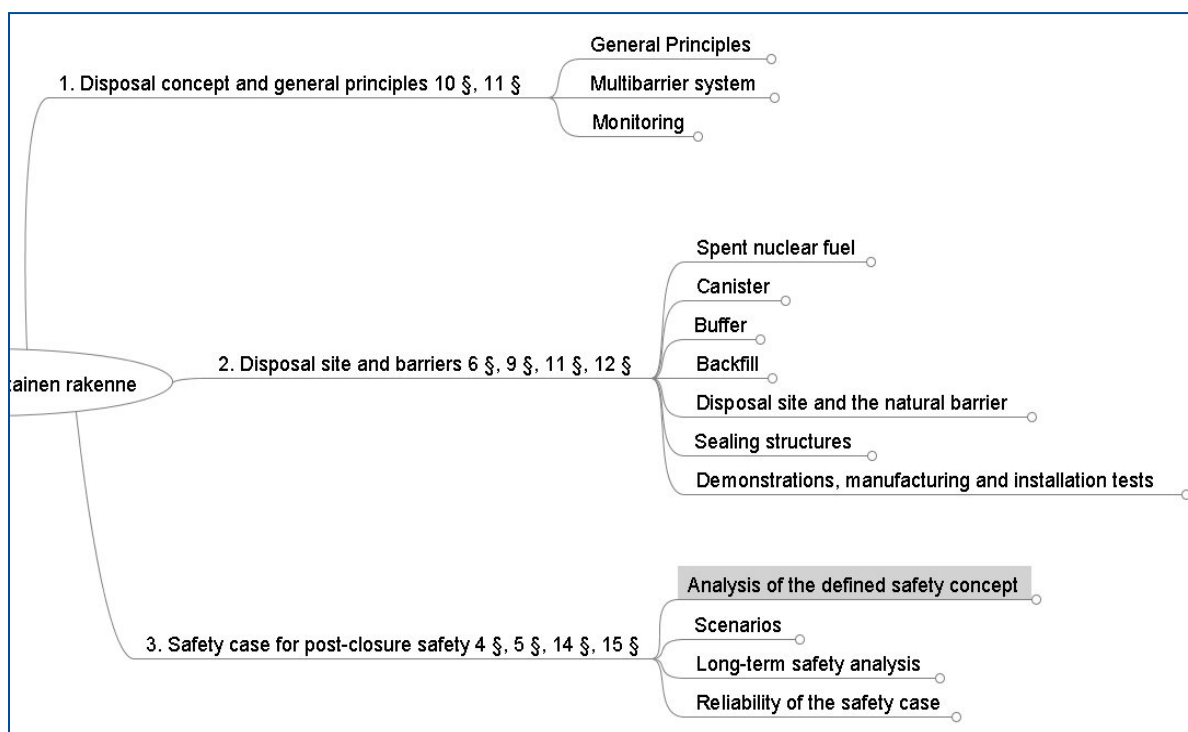 General Principles
1. Disposal concept and general principles 10 §, 11 §
Multibarrier system
Monitoring
Spent nuclear fuel
Canister
Buffer
2. Disposal site and barriers 6 §, 9 §, 11 §, 12 §
Backfill
rakenne
Disposal site and the natural barrier
Sealing structures
Demonstrations, manufacturing and installation tests
Analysis of the defined safety concept
Scenarios
3. Safety case for post-closure safety 4 §, 5 §, 14 §, 15 §
Long-term safety analysis
Reliability of the safety case